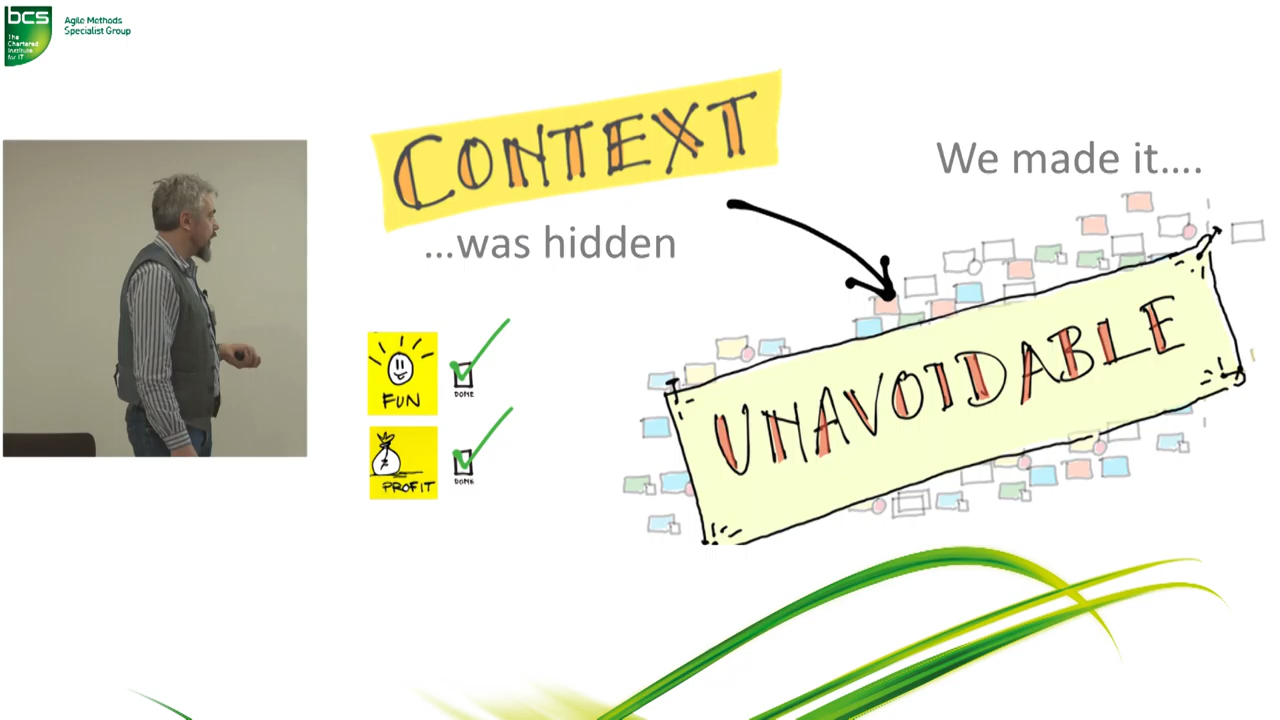 bcs
The
Chartered
Institute
for IT
Agile Methods
Specialist Group
CONTEXT
...was hidden
We made it....
UNAVOIDABLE
FUN
DONE
PROFIT
DONE